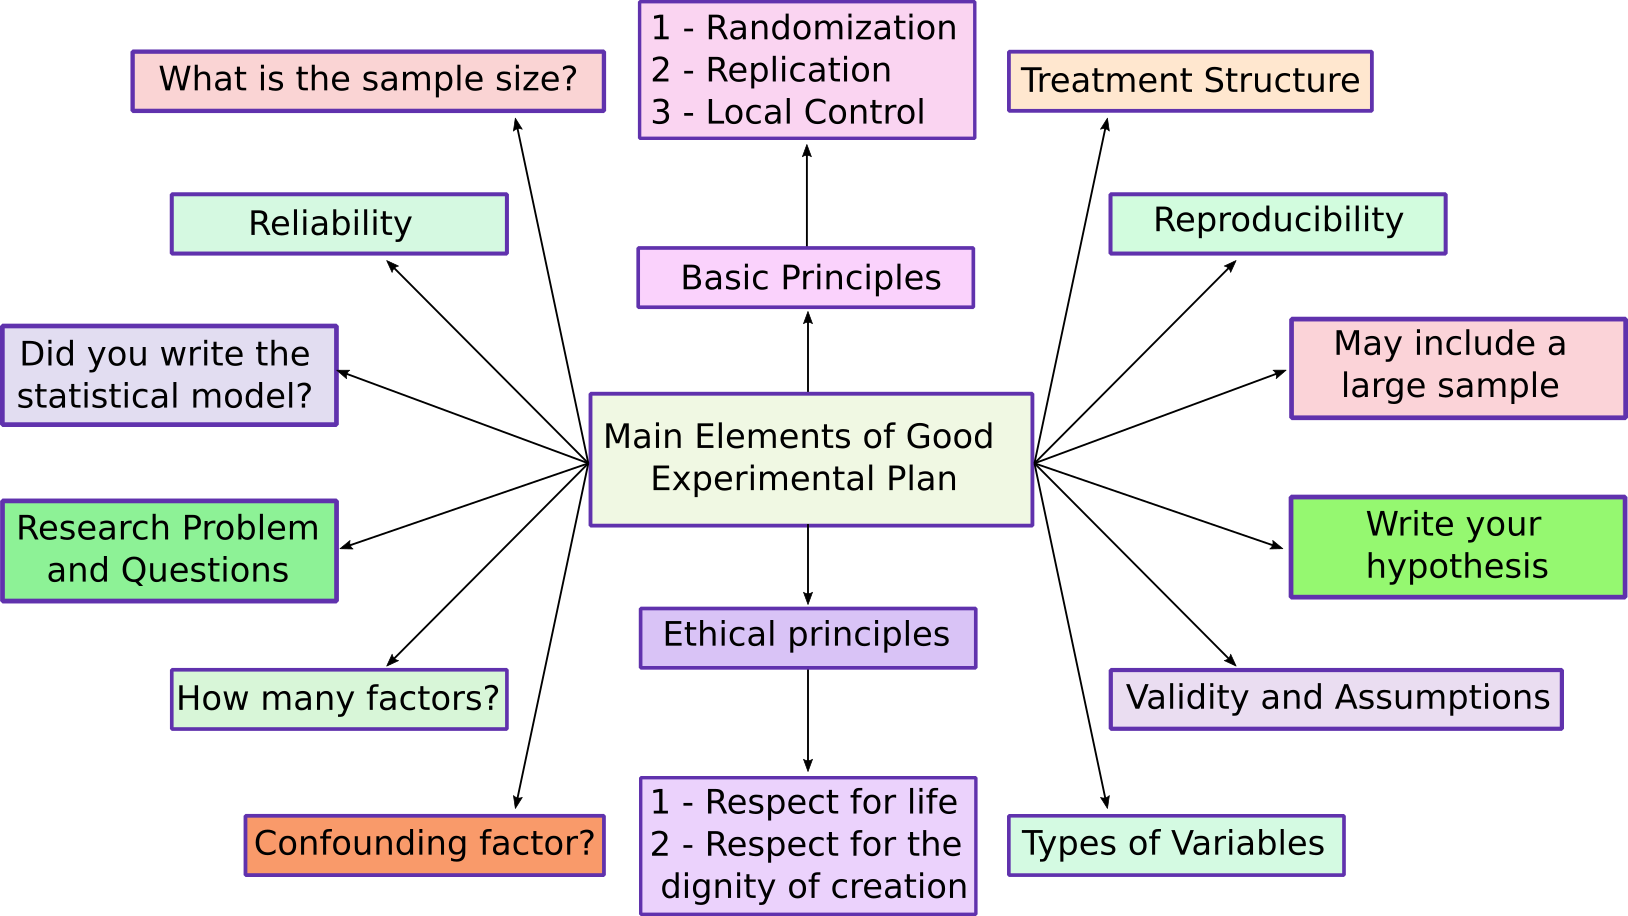 1 - Randomization
2 - Replication
3 - Local Control
What is the sample size?
Treatment Structure
Reliability
Reproducibility
Basic Principles
Did you write the
statistical model?
May include a
large sample
Main Elements of Good
Experimental Plan
Research Problem
and Questions
Write your
hypothesis
Ethical principles
How many factors?
Validity and Assumptions
1 - Respect for life
2 - Respect for the
dignity of creation
Confounding factor?
Types of Variables